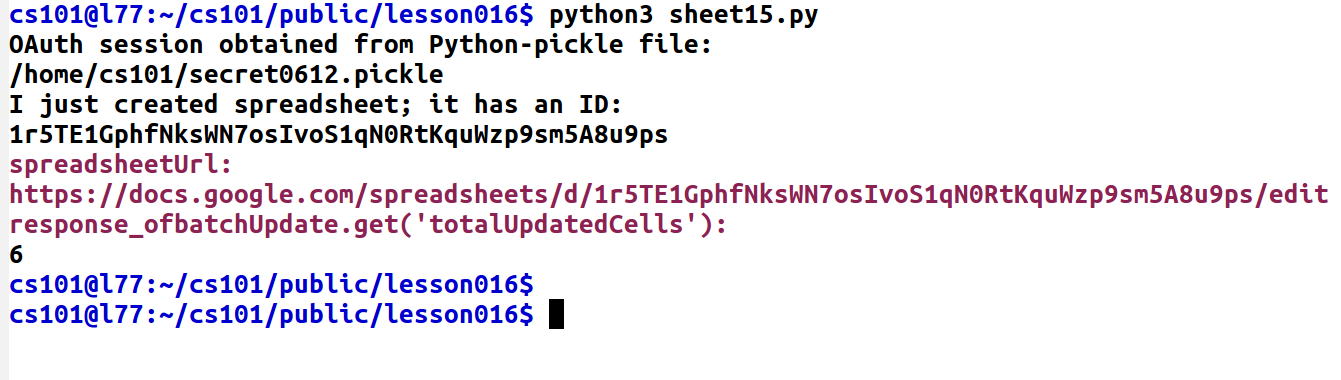 cs101@l77:~/cs101/public/lesson016$ python3 sheet15.py
OAuth session obtained from Python-pickle file:
/home/cs101/secret0612.pickle
I just created spreadsheet; it has an ID:
1r5TE1GphfNksWN7osIvoS1qN0RtKquWzp9sm5A8u9ps
spreadsheetUrl:
https://docs.google.com/spreadsheets/d/1r5TE1GphfNksWN7osIvoS1qN0RtKquWzp9sm5A8u9ps/edit
response_ofbatchUpdate.get('totalUpdatedCells'):
6
cs101@l77:~/cs101/public/lesson016$
cs101@l77:~/cs101/public/lesson016$